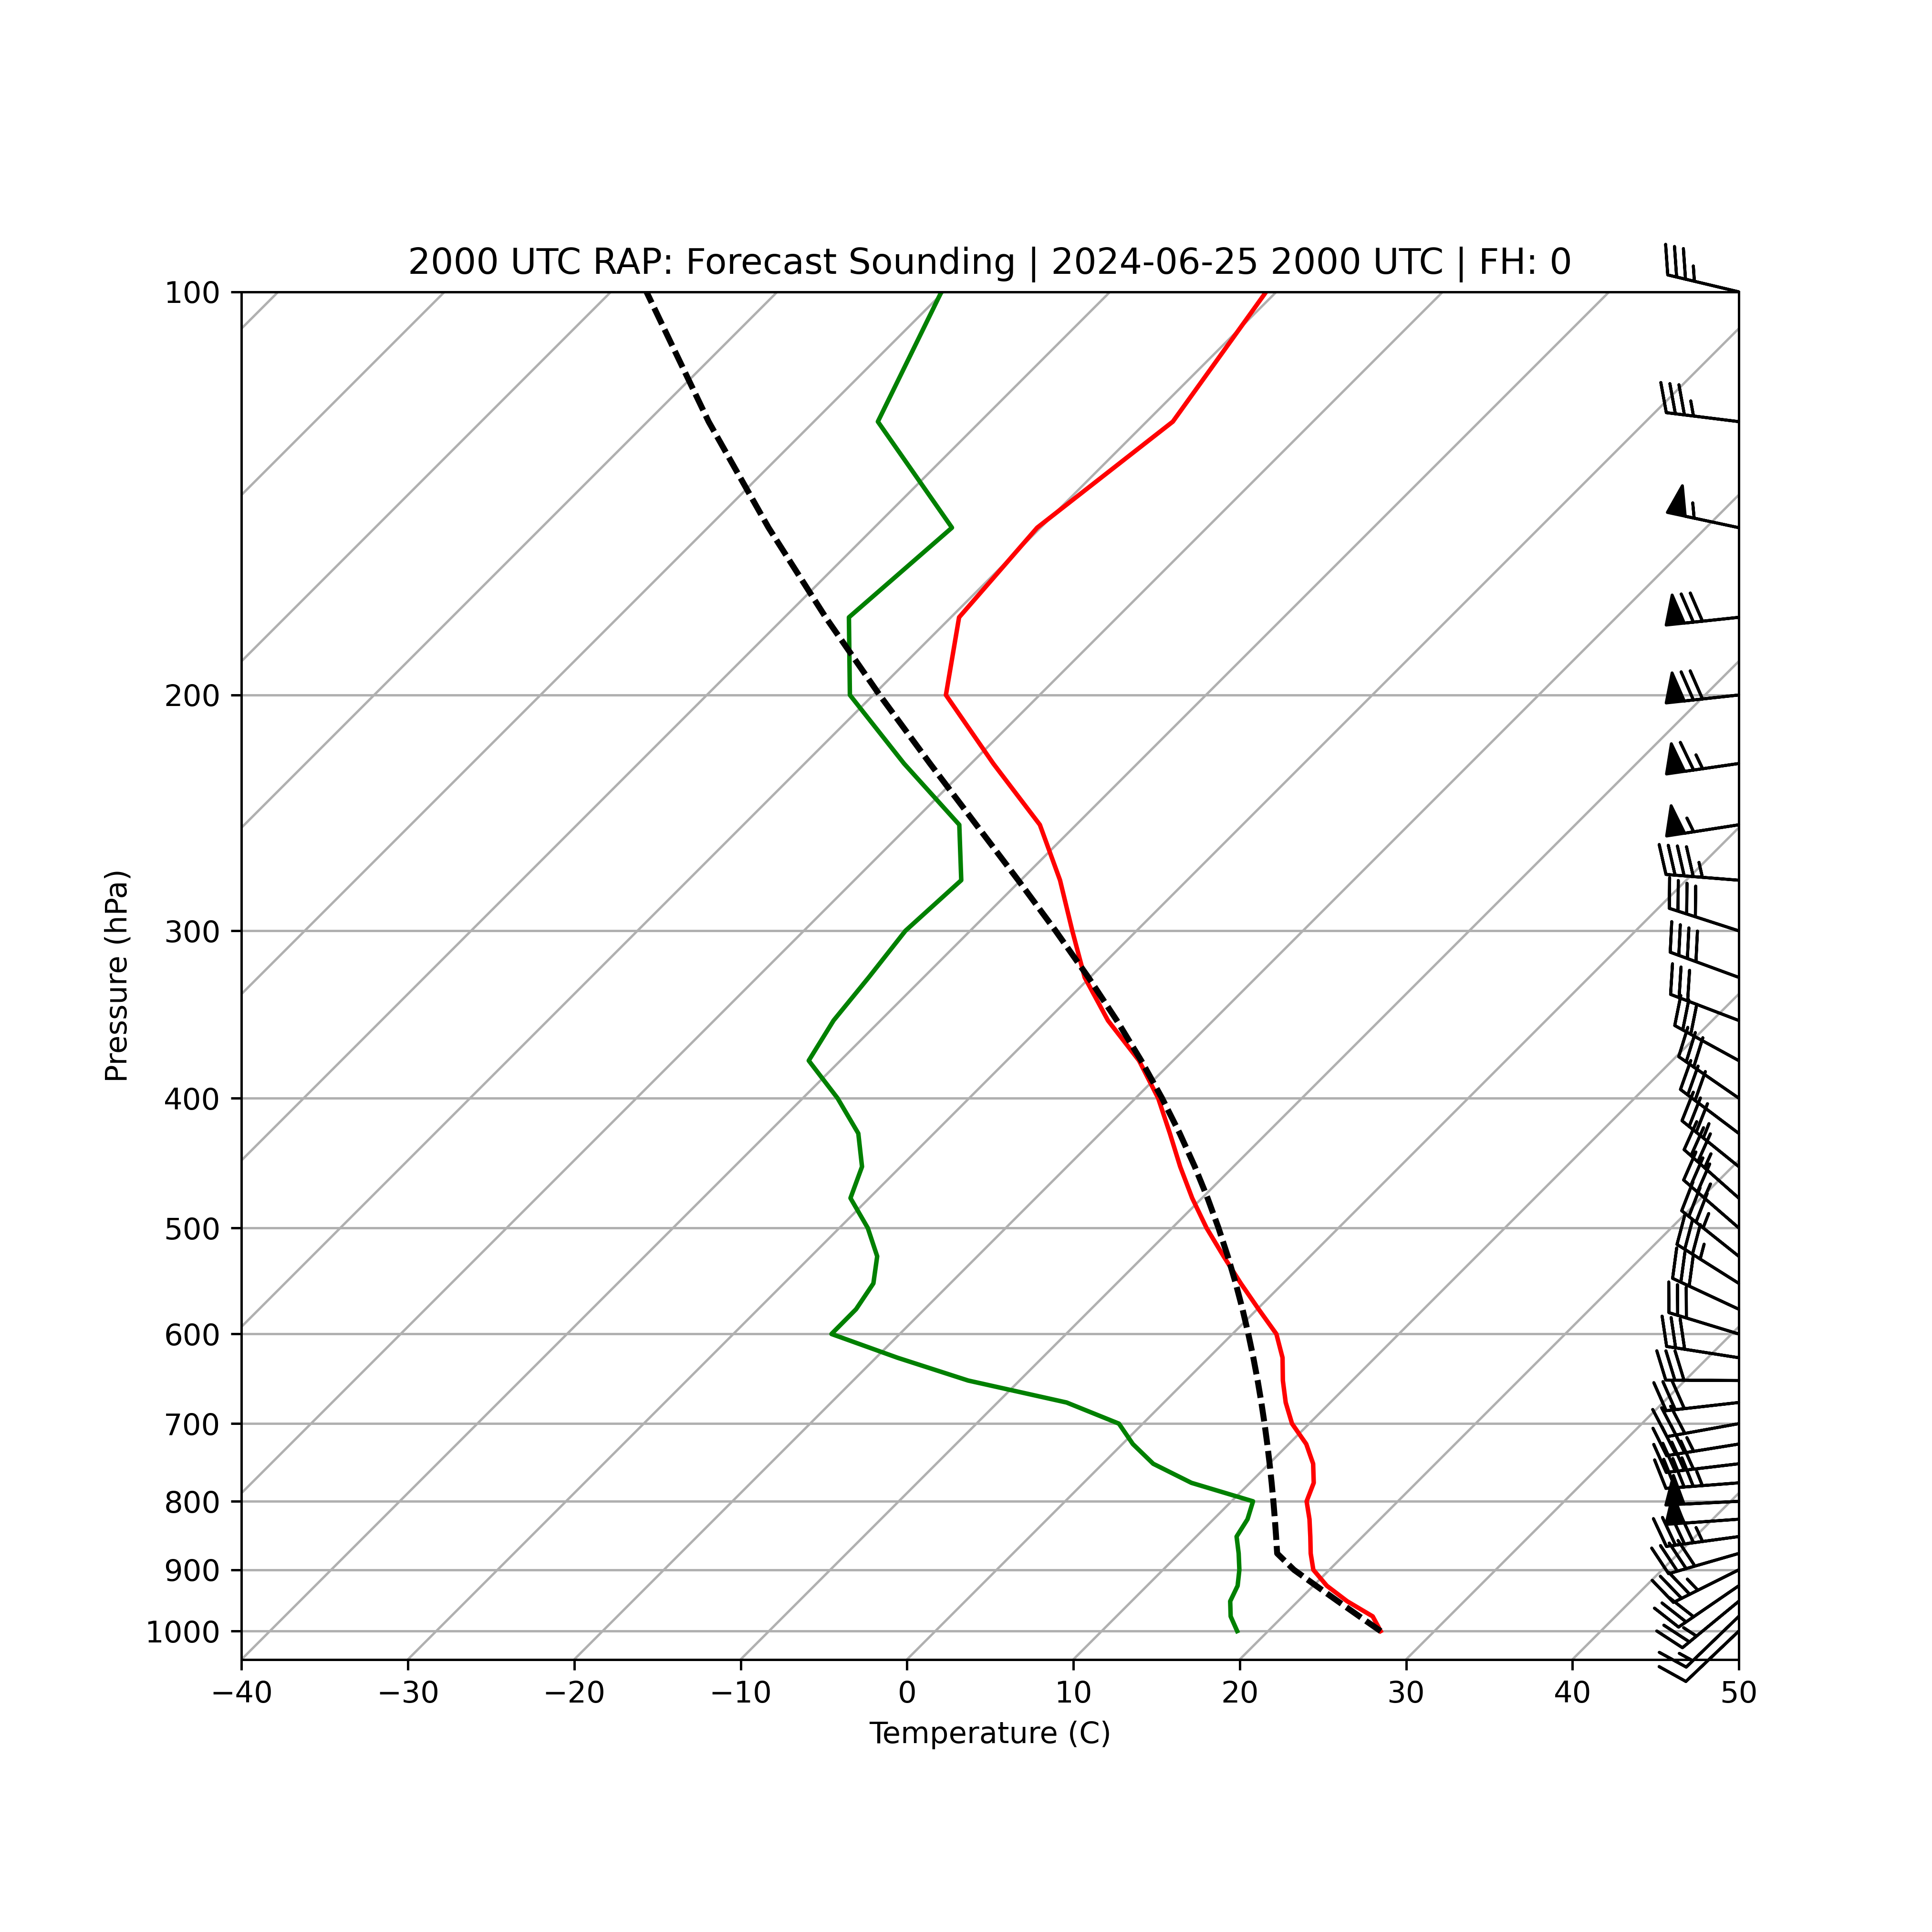 2000 UTC RAP: Forecast Sounding | 2024-06-25 2000 UTC | FH: 0
100
200
300
400
500
600
700
800
900
1000
Pressure (hPa)
−40 −30 −20 −10 0 10 20 30 40 50
Temperature (C)